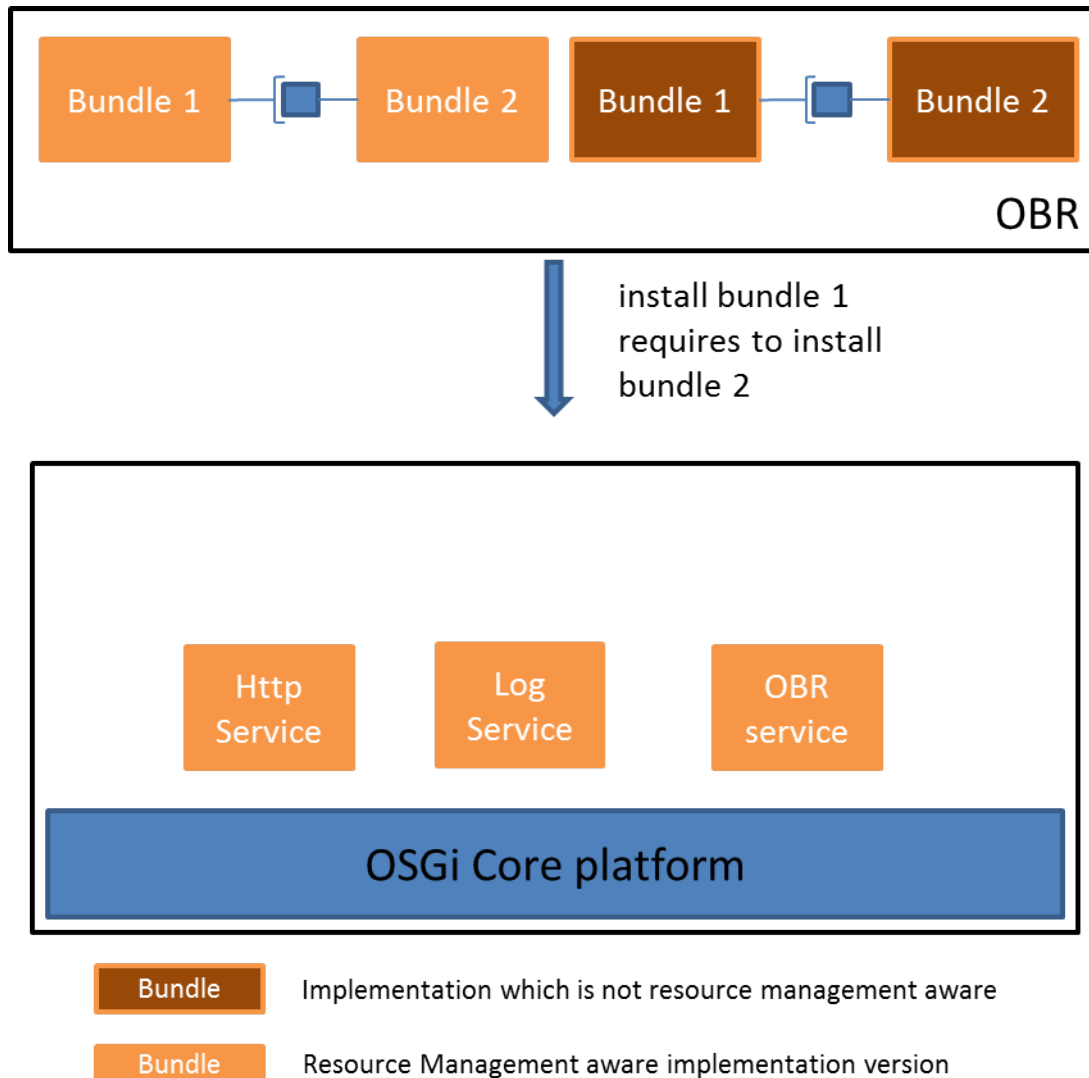 Bundle 1
Bundle 2
Bundle 1
Bundle 2
OBR
install bundle 1
requires to install
bundle 2
Http
Service
Log
Service
OBR
service
OSGi Core platform
Bundle
Implementation which is not resource management aware
Bundle
Resource Management aware implementation version